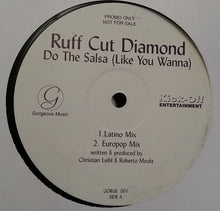 PROMO ONLY
NOT FOR SALE
Ruff Cut Diamond
Do The Salsa (Like You Wanna)
G
Gorgeous Music
Kick-Off
ENTERTAINMENT
1.Latino Mix
2. Europop Mix
written & produced by
Christian Leibl & Roberto Meola
GORGE 001
SIDE A